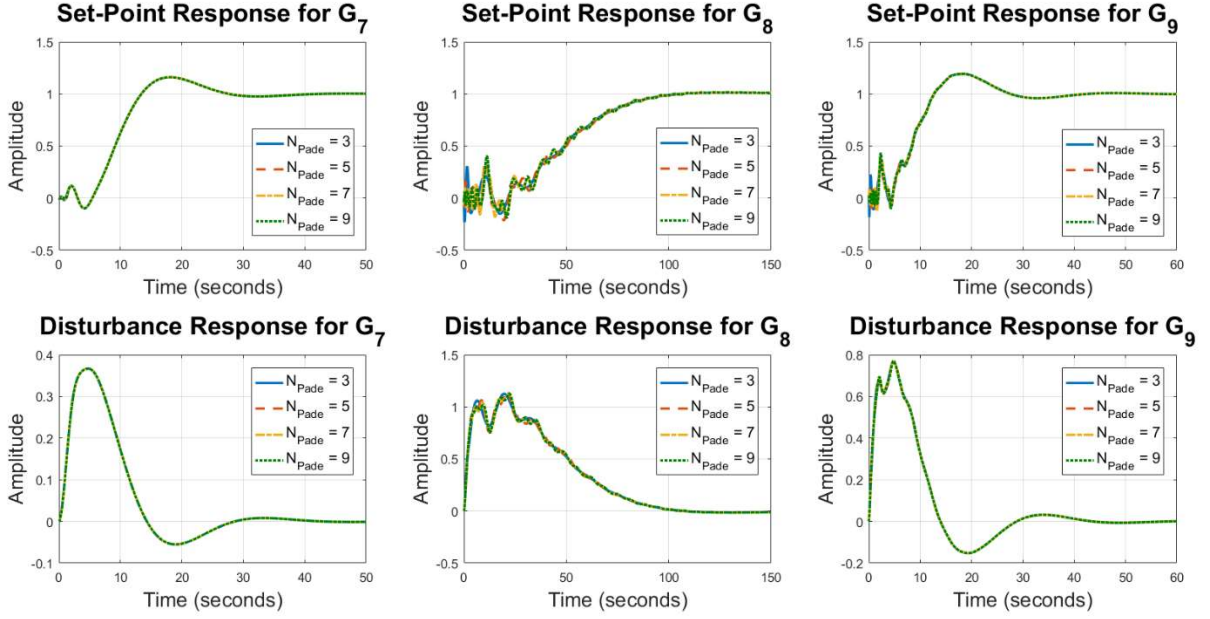 Set-Point Response for G7
1.5
1
0.5
0
-0.5
Amplitude
0 10 20 30 40 50
Time (seconds)
NPade = 3
NPade = 5
NPade = 7
NPade = 9
Set-Point Response for G8
1.5
1
0.5
0
-0.5
Amplitude
0 50 100 150
Time (seconds)
NPade = 3
NPade = 5
NPade = 7
NPade = 9
Set-Point Response for G9
1.5
1
0.5
0
-0.5
Amplitude
0 10 20 30 40 50 60
Time (seconds)
NPade = 3
NPade = 5
NPade = 7
NPade = 9
Disturbance Response for G7
0.4
0.3
0.2
0.1
0
-0.1
Amplitude
0 10 20 30 40 50
Time (seconds)
NPade = 3
NPade = 5
NPade = 7
NPade = 9
Disturbance Response for G8
1.5
1
0.5
0
-0.5
Amplitude
0 50 100 150
Time (seconds)
NPade = 3
NPade = 5
NPade = 7
NPade = 9
Disturbance Response for G9
0.8
0.6
0.4
0.2
0
-0.2
Amplitude
0 10 20 30 40 50 60
Time (seconds)
NPade = 3
NPade = 5
NPade = 7
NPade = 9